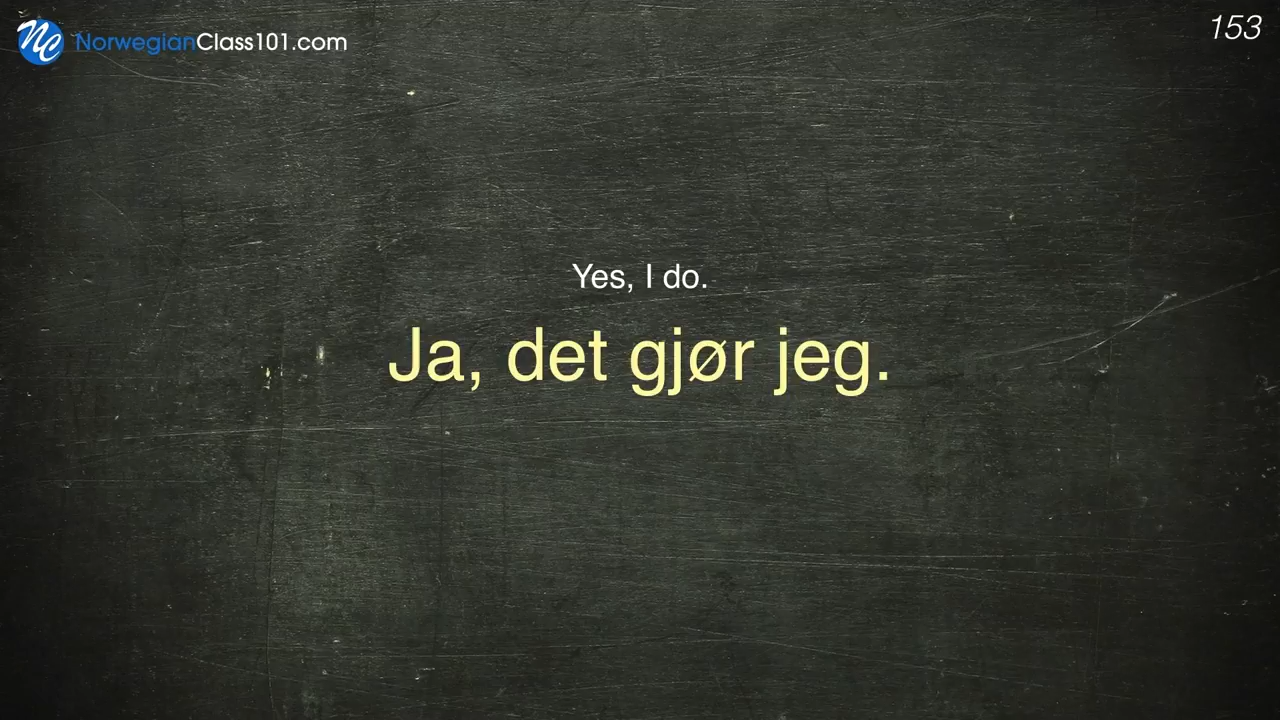 NorwegianClass101.com
153
Yes, I do.
Ja, det gjør jeg.